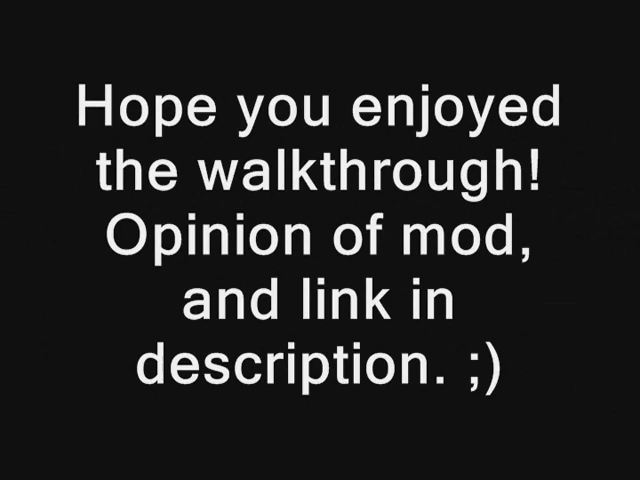 Hope you enjoyed
the walkthrough!
Opinion of mod,
and link in
description. ;)